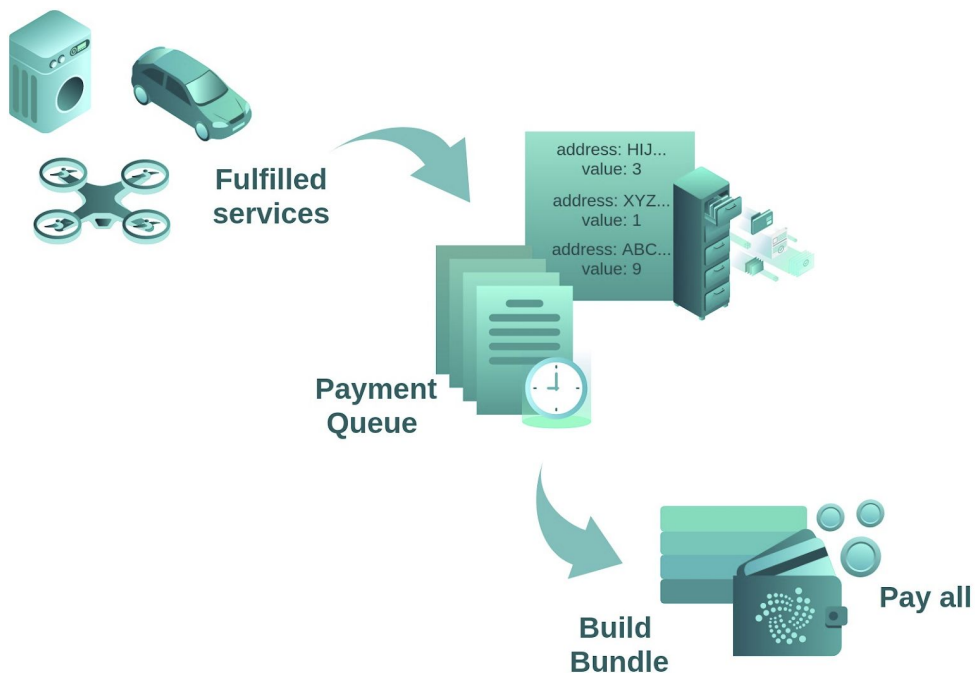 Fulfilled
services
address: HIJ...
value: 3
address: XYZ...
value: 1
address: ABC...
value: 9
Payment
Queue
Build
Bundle
Pay all